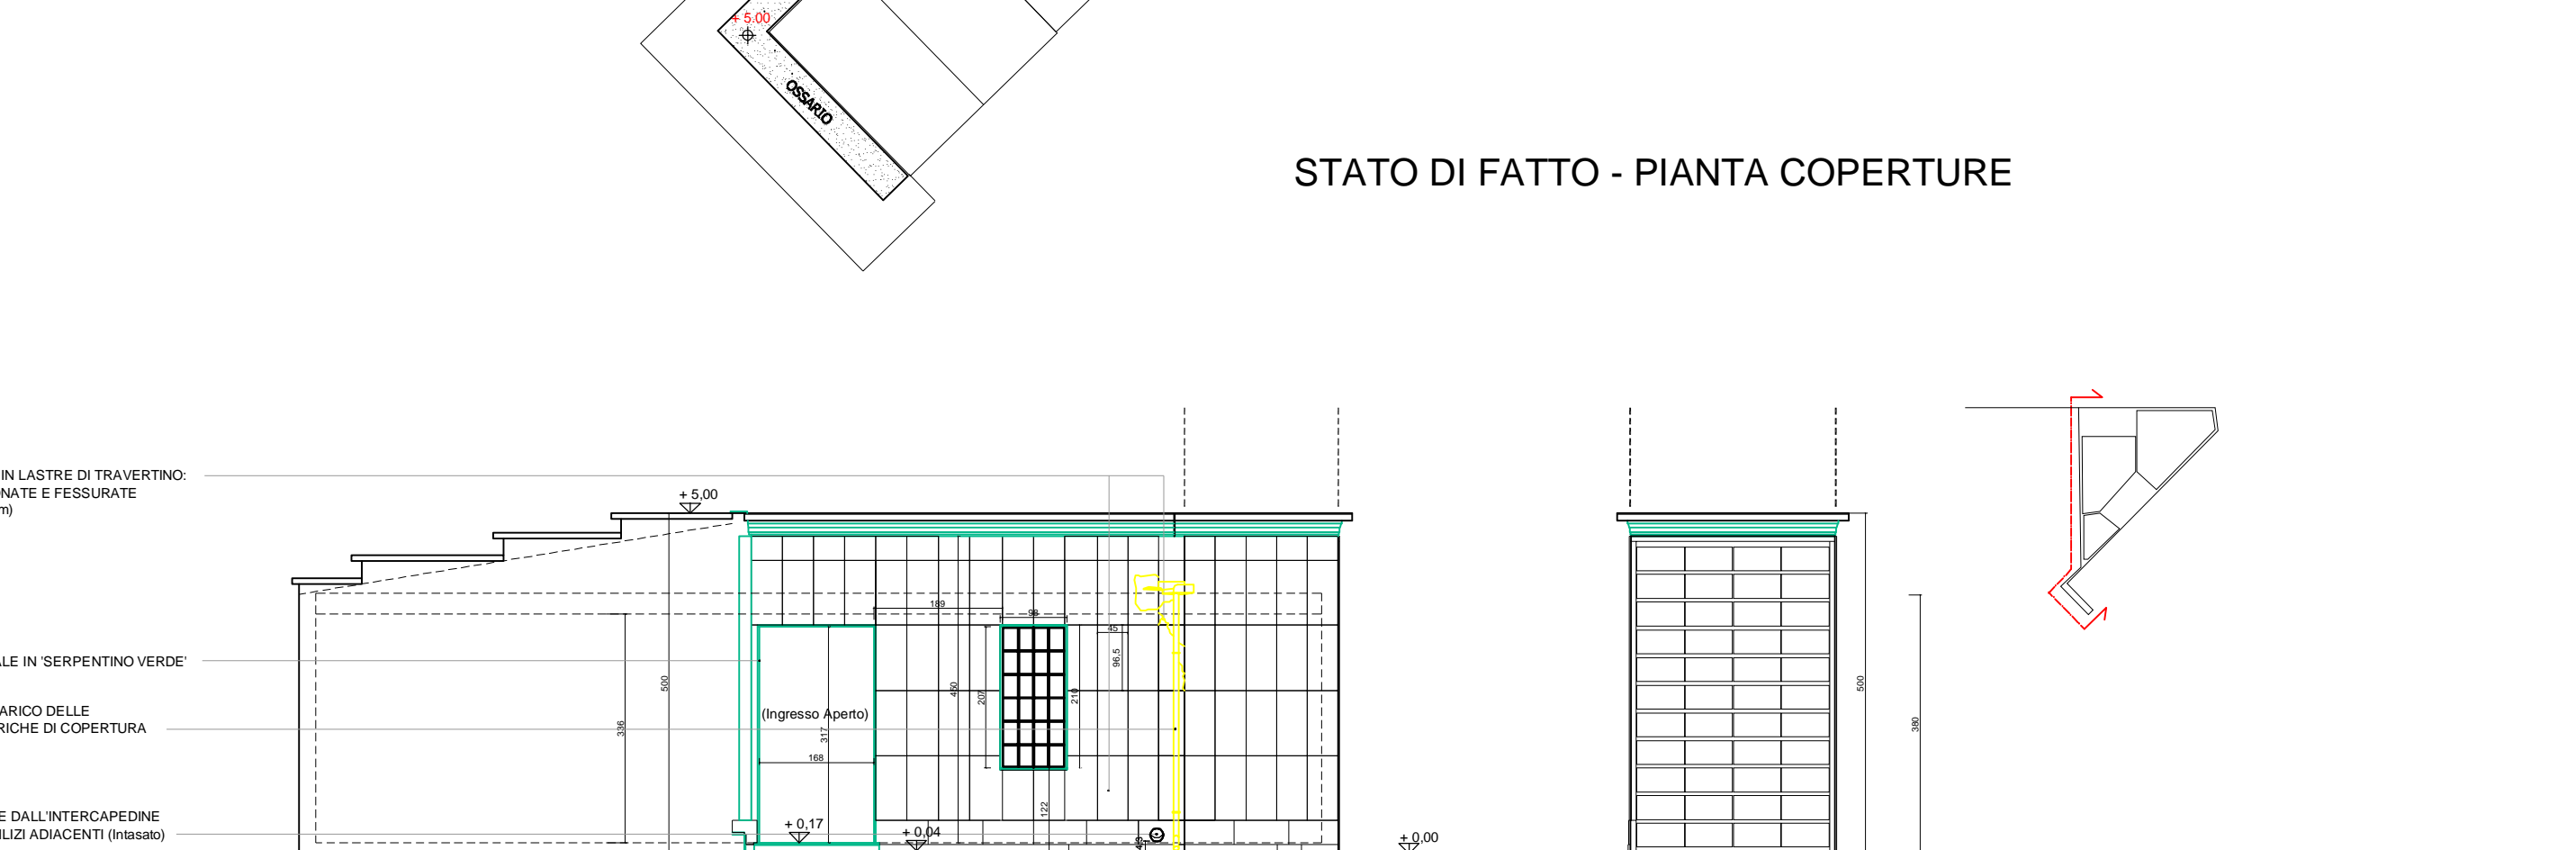 + 5.00
OSSARIO
STATO DI FATTO - PIANTA COPERTURE
IN LASTRE DI TRAVERTINO:
ONATE E FESSURATE
m)
+ 5,00
189
98
45
96,5
ALE IN 'SERPENTINO VERDE'
500
450
207
210
500
ARICO DELLE
RICHE DI COPERTURA
(Ingresso Aperto)
336
317
380
168
E DALL'INTERCAPEDINE
ILIZI ADIACENTI (Intasato)
122
+ 0,17
+ 0,04
+ 0,00